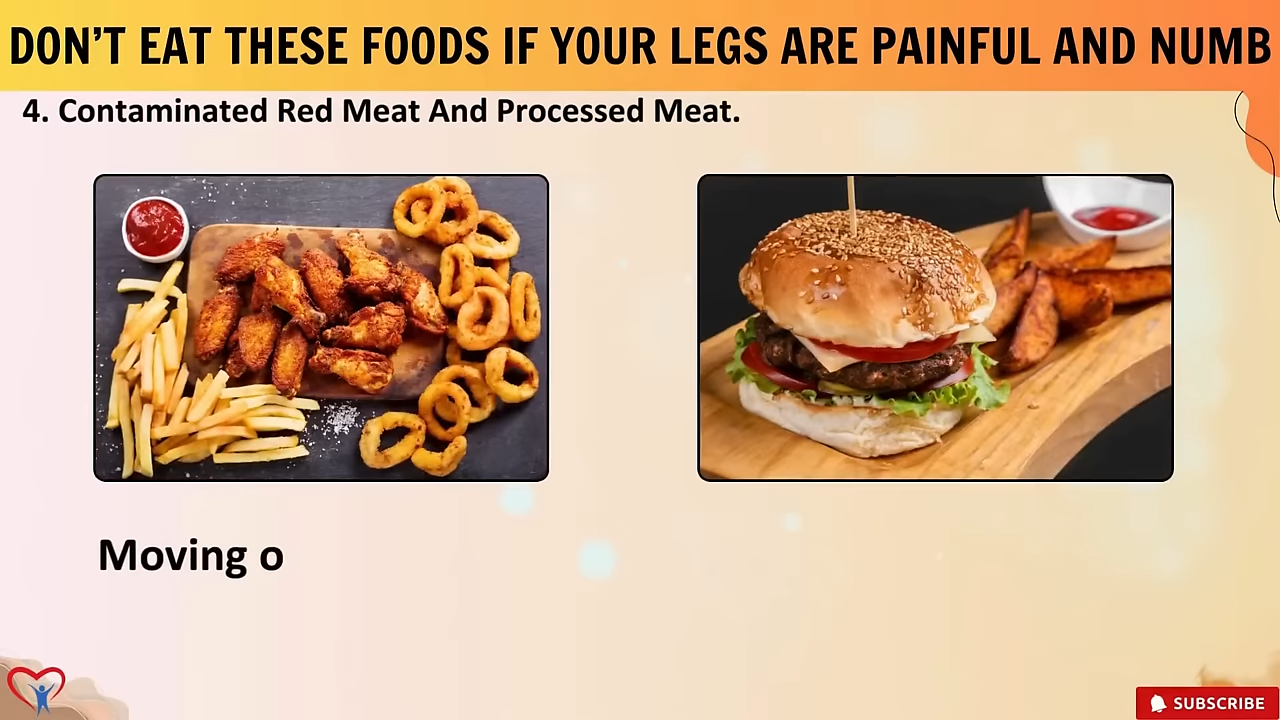 DON’T EAT THESE FOODS IF YOUR LEGS ARE PAINFUL AND NUMB
4. Contaminated Red Meat And Processed Meat.
Moving o
SUBSCRIBE